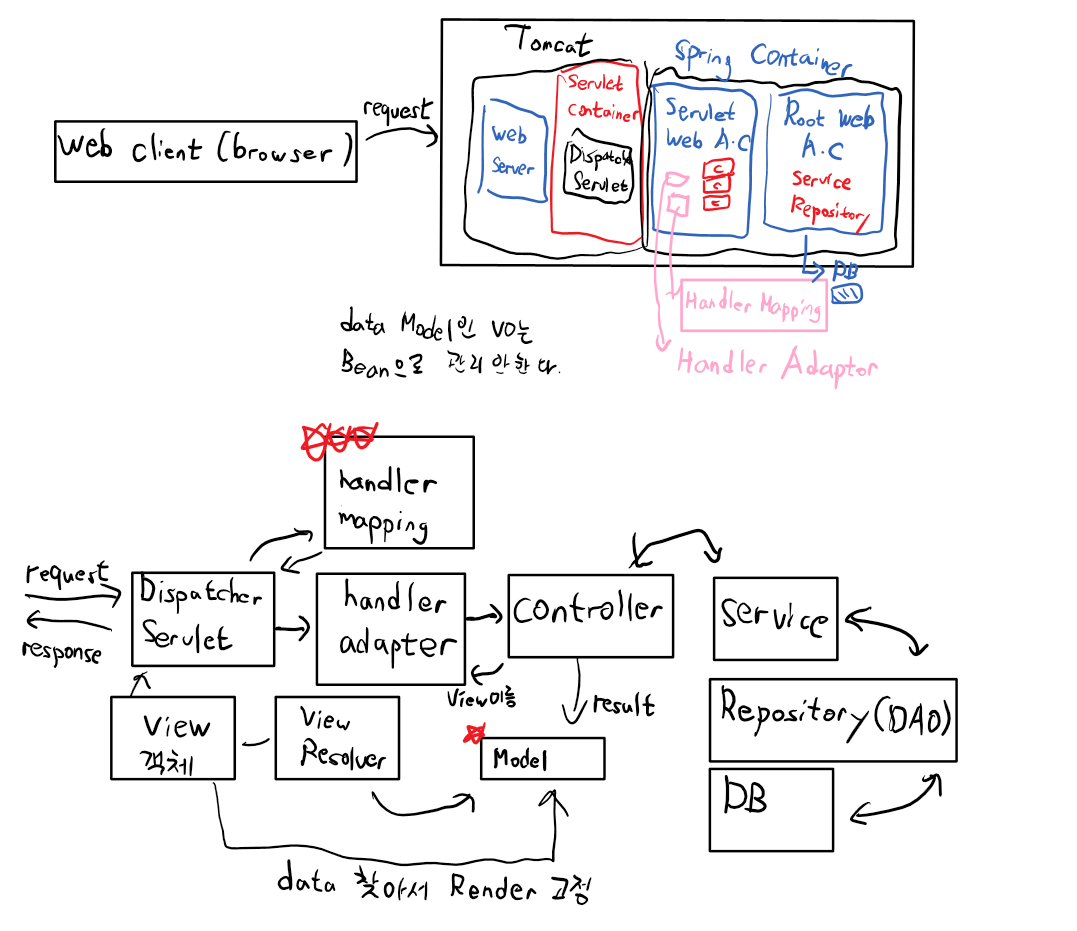 Tomcat
Spring Container
Web client (browser)
request
Web
Server
Servlet
Container
Dispatch
Servlet
Servlet
Web A.C
C
C
C
Root Web
A.C
Service
Repository
DB
Handler Mapping
Handler Adaptor
data Model인 VO는
Bean으로 관리 안한다.
handler
mapping
request
response
Dispatcher
Servlet
handler
adapter
controller
Service
View이름
result
View
객체
View
Resolver
Model
Repository(DAO)
DB
data 찾아서 Render 고정